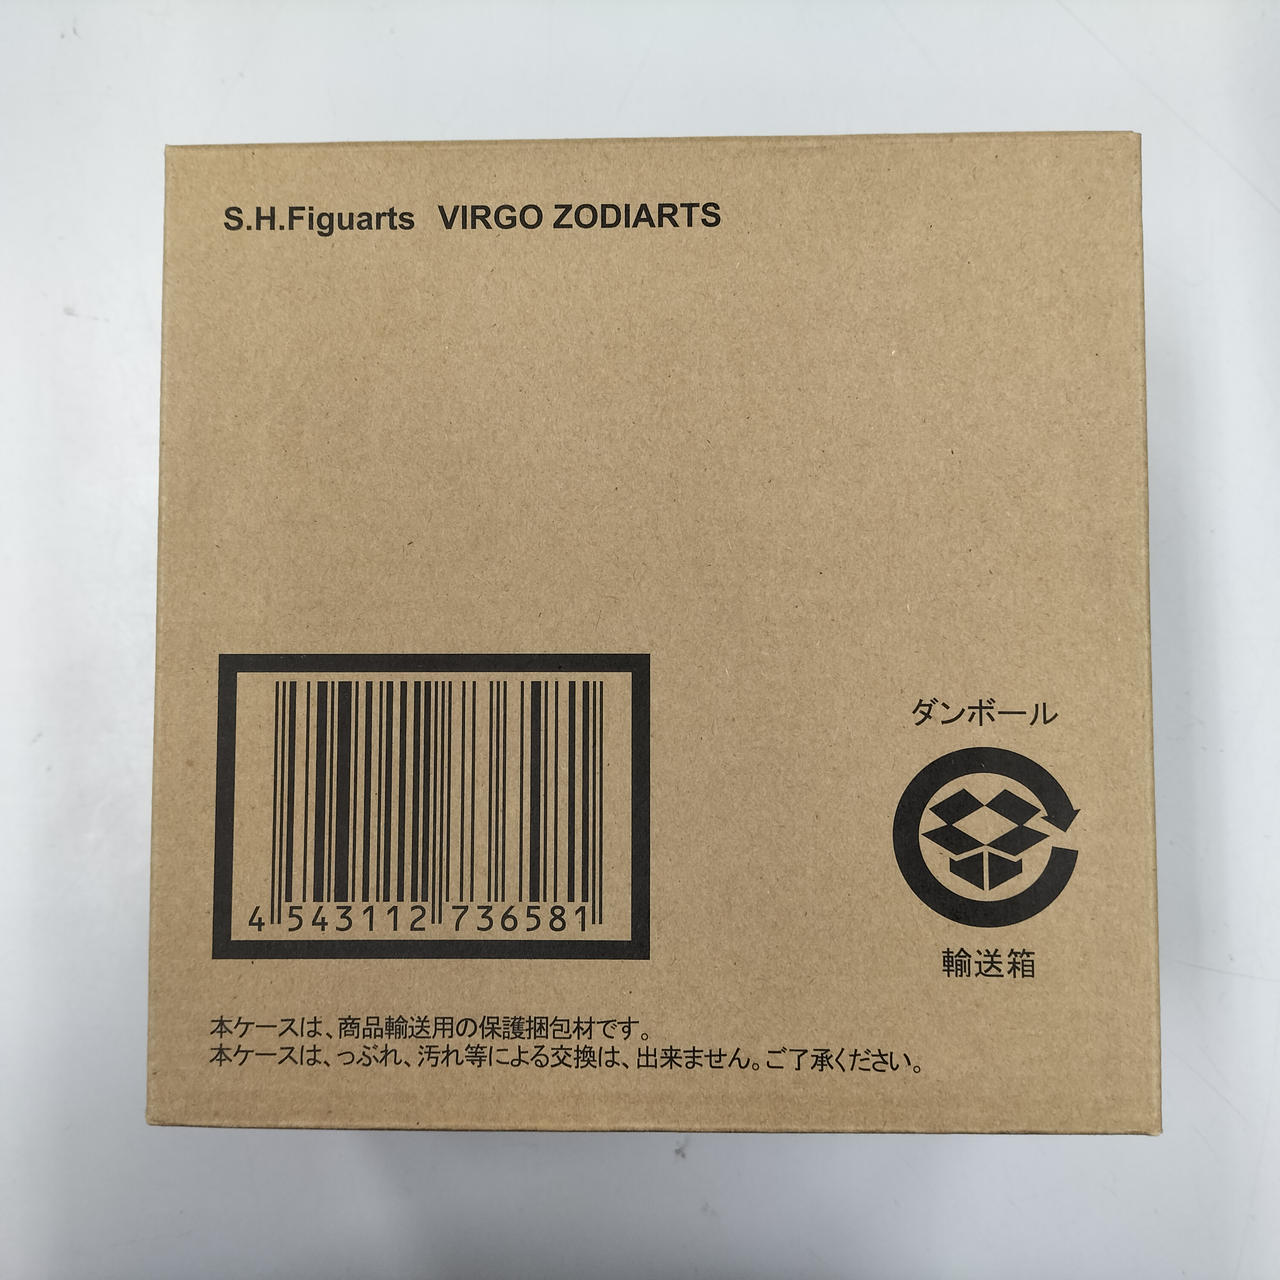 S.H.Figuarts VIRGO ZODIARTS
4 543112 736581
ダンボール
輸送箱
本ケースは、商品輸送用の保護梱包材です。
本ケースは、つぶれ、汚れ等による交換は、出来ません。ご了承ください。